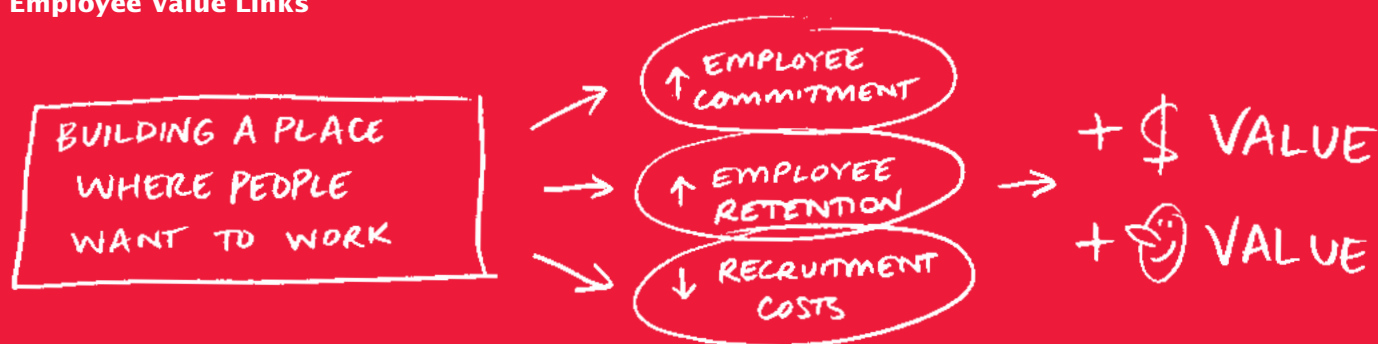 Employee Value Links
BUILDING A PLACE
WHERE PEOPLE
WANT TO WORK
↑ EMPLOYEE
COMMITMENT
↑ EMPLOYEE
RETENTION
↓ RECRUITMENT
COSTS
+ $ VALUE
+ VALUE